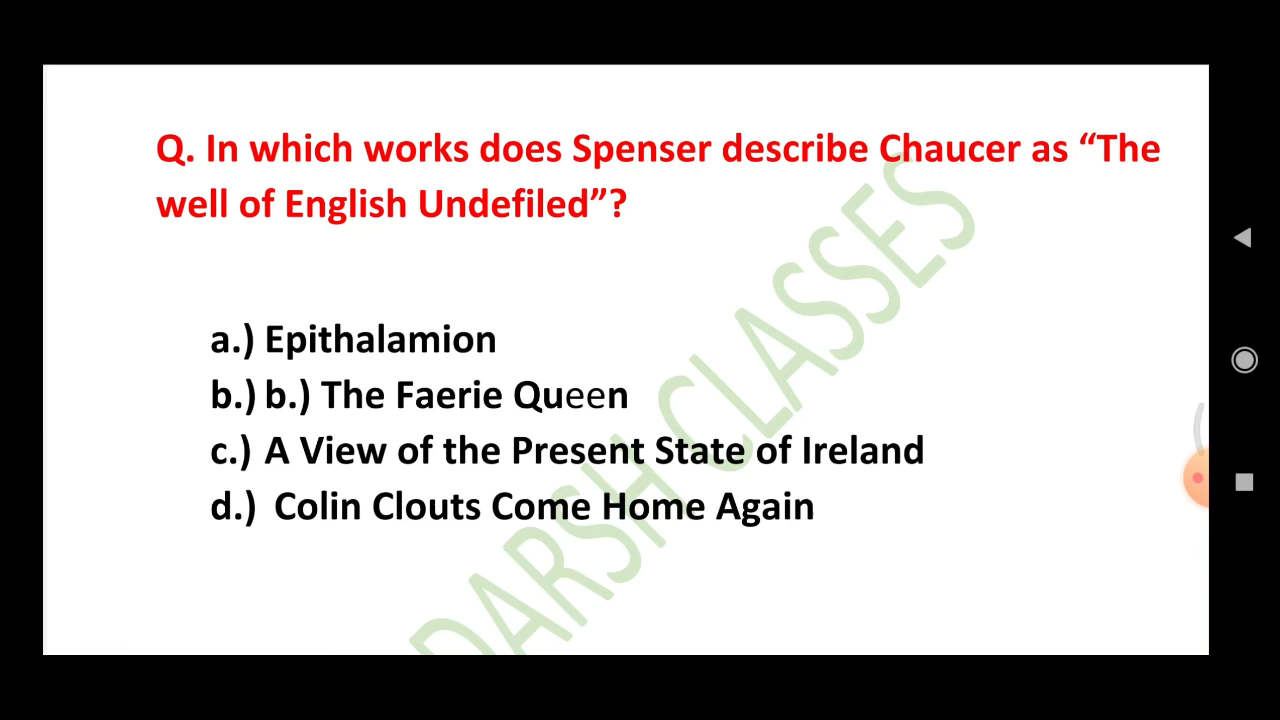 Q. In which works does Spenser describe Chaucer as “The
well of English Undefiled”?
a.) Epithalamion
b.) b.) The Faerie Queen
c.) A View of the Present State of Ireland
d.) Colin Clouts Come Home Again
DARSH CLASSES